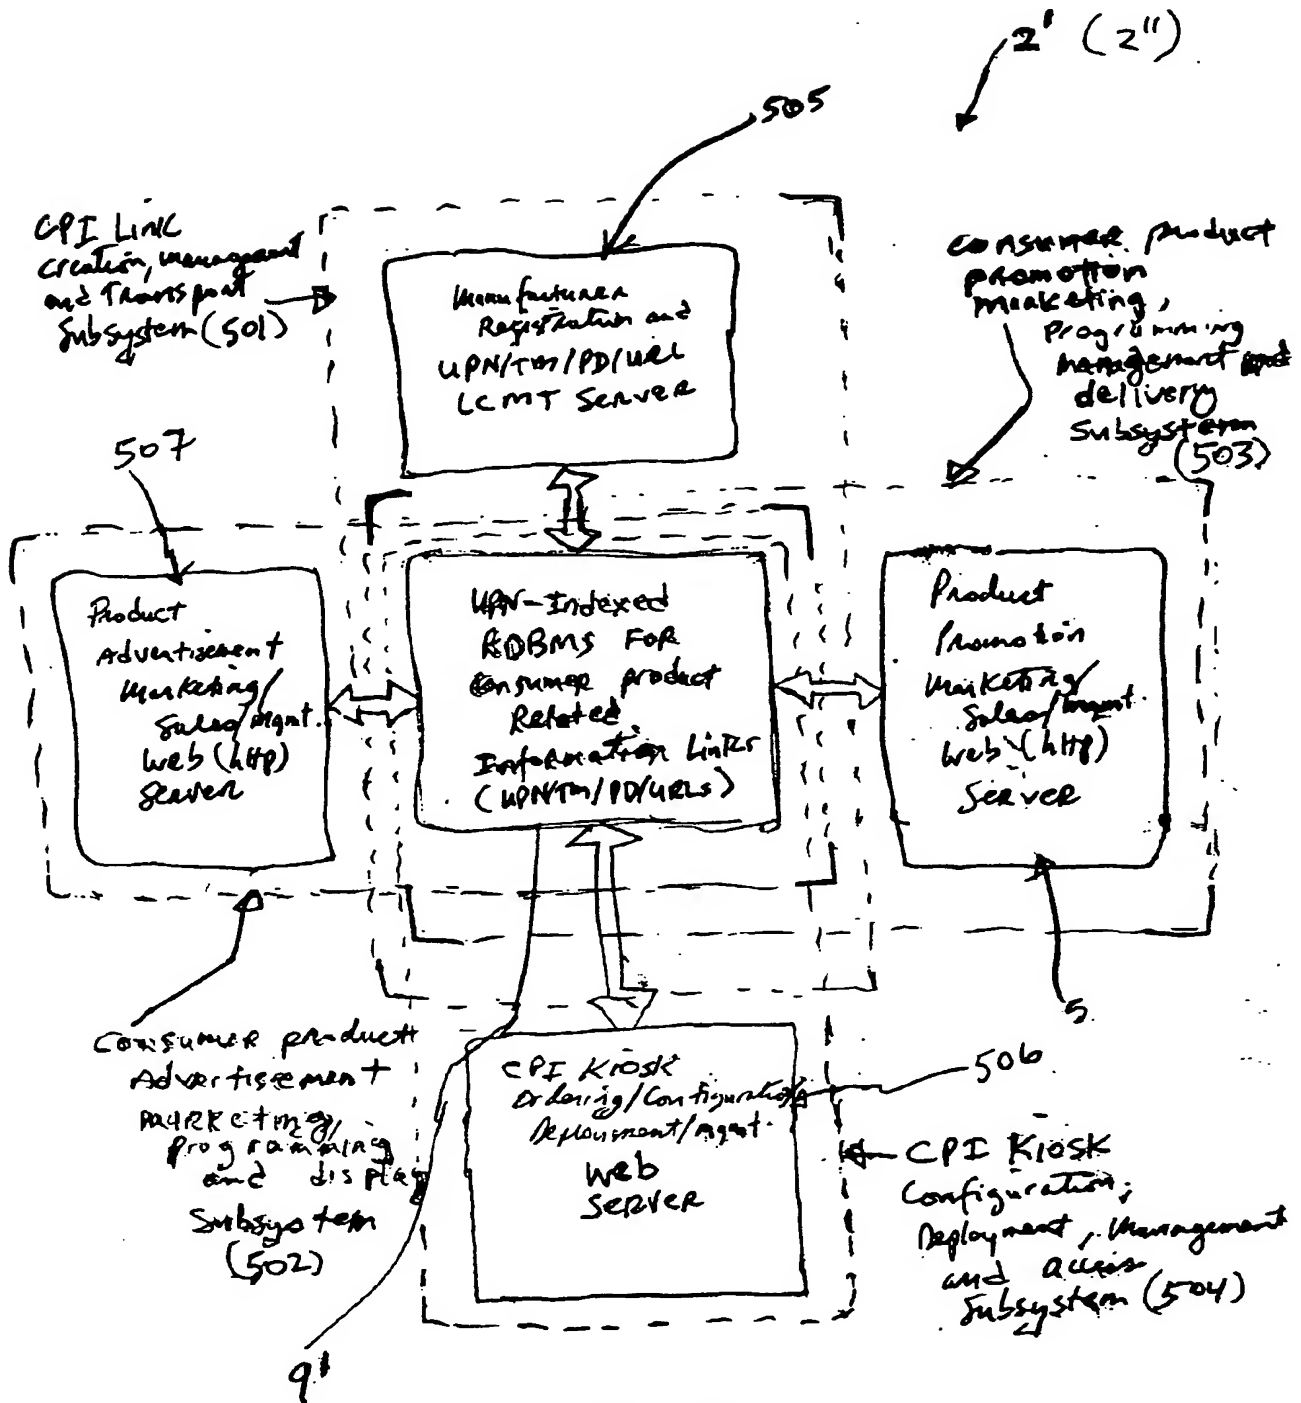 2' (2")
505
CPI Link
Creation, management
and Transport
Subsystem (501)
Manufacturer
Registration and
UPN/TM/PD/URL
LCMT SERVER
Consumer product
promotion
marketing,
Programming
management and
delivery
Subsystem
(503)
507
Product
Advertisement
Marketing/
Sales/mgmt.
Web (http)
Server
UPN-Indexed
RDBMS FOR
Consumer product
Related
Information Links
(UPN/TM/PD/URLs)
Product
Promotion
Marketing/
Sales/mgmt.
Web (http)
Server
5
Consumer product
Advertisement
marketing,
programming
and display
Subsystem
(502)
CPI Kiosk
Ordering/Configuration/
Deployment/mgmt.
Web
SERVER
506
CPI Kiosk
Configuration,
Deployment, Management
and access
Subsystem (504)
9'